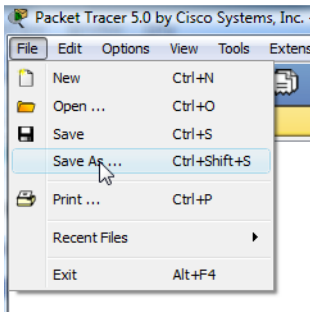 Packet Tracer 5.0 by Cisco Systems, Inc. -
File Edit Options View Tools Extens
New Ctrl+N
Open ... Ctrl+O
Save Ctrl+S
Save As ... Ctrl+Shift+S
Print ... Ctrl+P
Recent Files
Exit Alt+F4